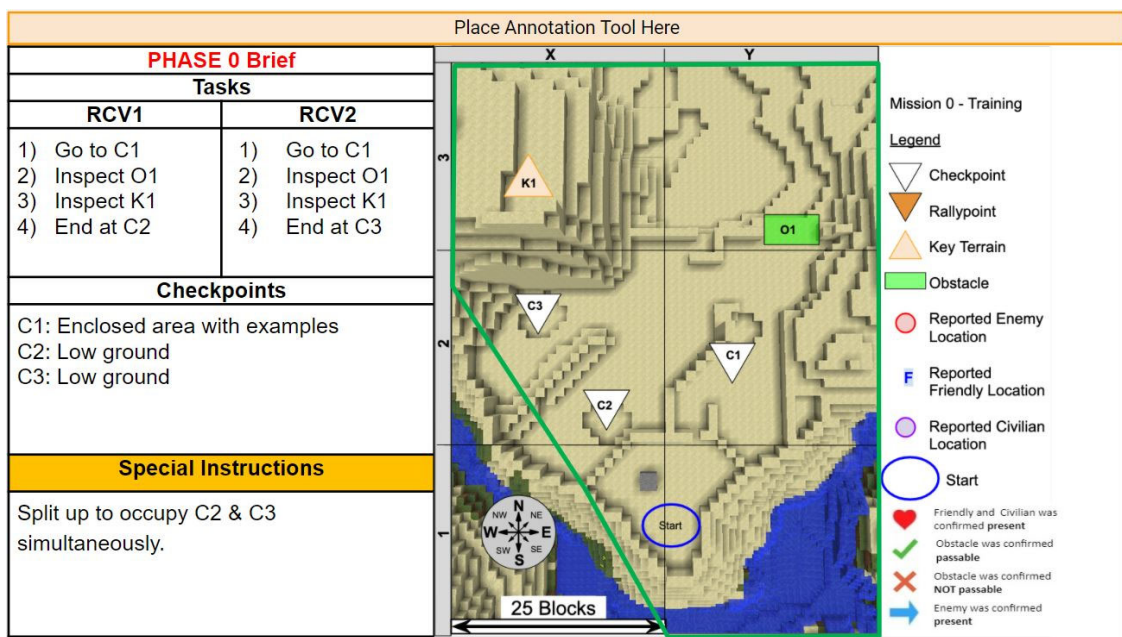 Place Annotation Tool Here
PHASE 0 Brief
Tasks
RCV1
1) Go to C1
2) Inspect O1
3) Inspect K1
4) End at C2
RCV2
1) Go to C1
2) Inspect O1
3) Inspect K1
4) End at C3
Checkpoints
C1: Enclosed area with examples
C2: Low ground
C3: Low ground
Special Instructions
Split up to occupy C2 & C3
simultaneously.
X
Y
3
2
1
K1
O1
C3
C1
C2
Start
N
NE
E
SE
S
SW
W
NW
25 Blocks
Mission 0 - Training
Legend
Checkpoint
Rallypoint
Key Terrain
Obstacle
Reported Enemy
Location
F
Reported
Friendly Location
Reported Civilian
Location
Start
Friendly and Civilian was
confirmed present
Obstacle was confirmed
passable
Obstacle was confirmed
NOT passable
Enemy was confirmed
present